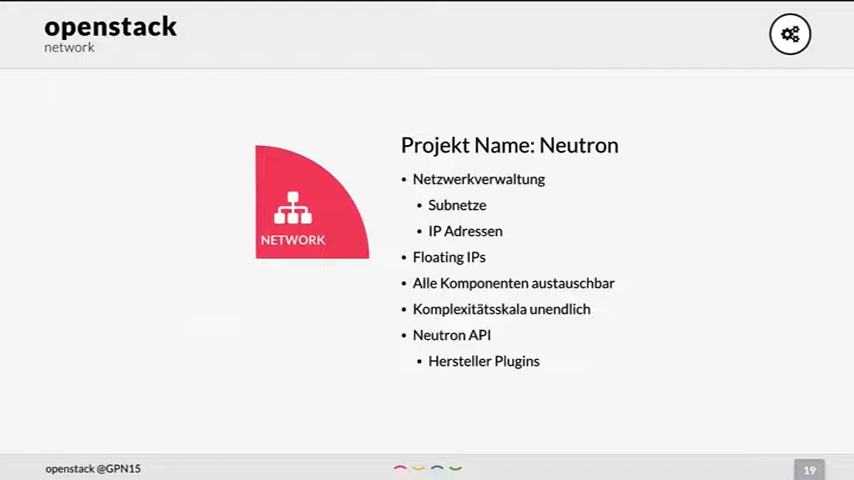 openstack
network
Projekt Name: Neutron
• Netzwerkverwaltung
• Subnetze
• IP Adressen
• Floating IPs
• Alle Komponenten austauschbar
• Komplexitätsskala unendlich
• Neutron API
• Hersteller Plugins
NETWORK
openstack @GPN15
19